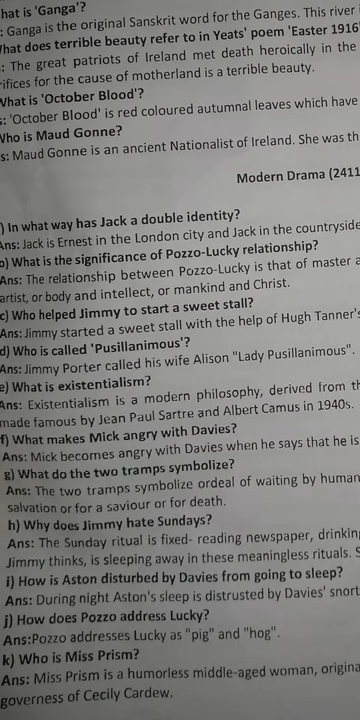 hat is 'Ganga'?
: Ganga is the original Sanskrit word for the Ganges. This river
What does terrible beauty refer to in Yeats' poem 'Easter 1916'
: The great patriots of Ireland met death heroically in the
rifices for the cause of motherland is a terrible beauty.
What is 'October Blood'?
s: 'October Blood' is red coloured autumnal leaves which have
Who is Maud Gonne?
s: Maud Gonne is an ancient Nationalist of Ireland. She was th
Modern Drama (2411
) In what way has Jack a double identity?
Ans: Jack is Ernest in the London city and Jack in the countryside
b) What is the significance of Pozzo-Lucky relationship?
Ans: The relationship between Pozzo-Lucky is that of master a
artist, or body and intellect, or mankind and Christ.
c) Who helped Jimmy to start a sweet stall?
Ans: Jimmy started a sweet stall with the help of Hugh Tanner's
d) Who is called 'Pusillanimous'?
Ans: Jimmy Porter called his wife Alison "Lady Pusillanimous".
e) What is existentialism?
Ans: Existentialism is a modern philosophy, derived from th
made famous by Jean Paul Sartre and Albert Camus in 1940s.
f) What makes Mick angry with Davies?
Ans: Mick becomes angry with Davies when he says that he is
g) What do the two tramps symbolize?
Ans: The two tramps symbolize ordeal of waiting by human
salvation or for a saviour or for death.
h) Why does Jimmy hate Sundays?
Ans: The Sunday ritual is fixed- reading newspaper, drinking
Jimmy thinks, is sleeping away in these meaningless rituals. S
i) How is Aston disturbed by Davies from going to sleep?
Ans: During night Aston's sleep is distrusted by Davies' snort
j) How does Pozzo address Lucky?
Ans:Pozzo addresses Lucky as "pig" and "hog".
k) Who is Miss Prism?
Ans: Miss Prism is a humorless middle-aged woman, origina
governess of Cecily Cardew.